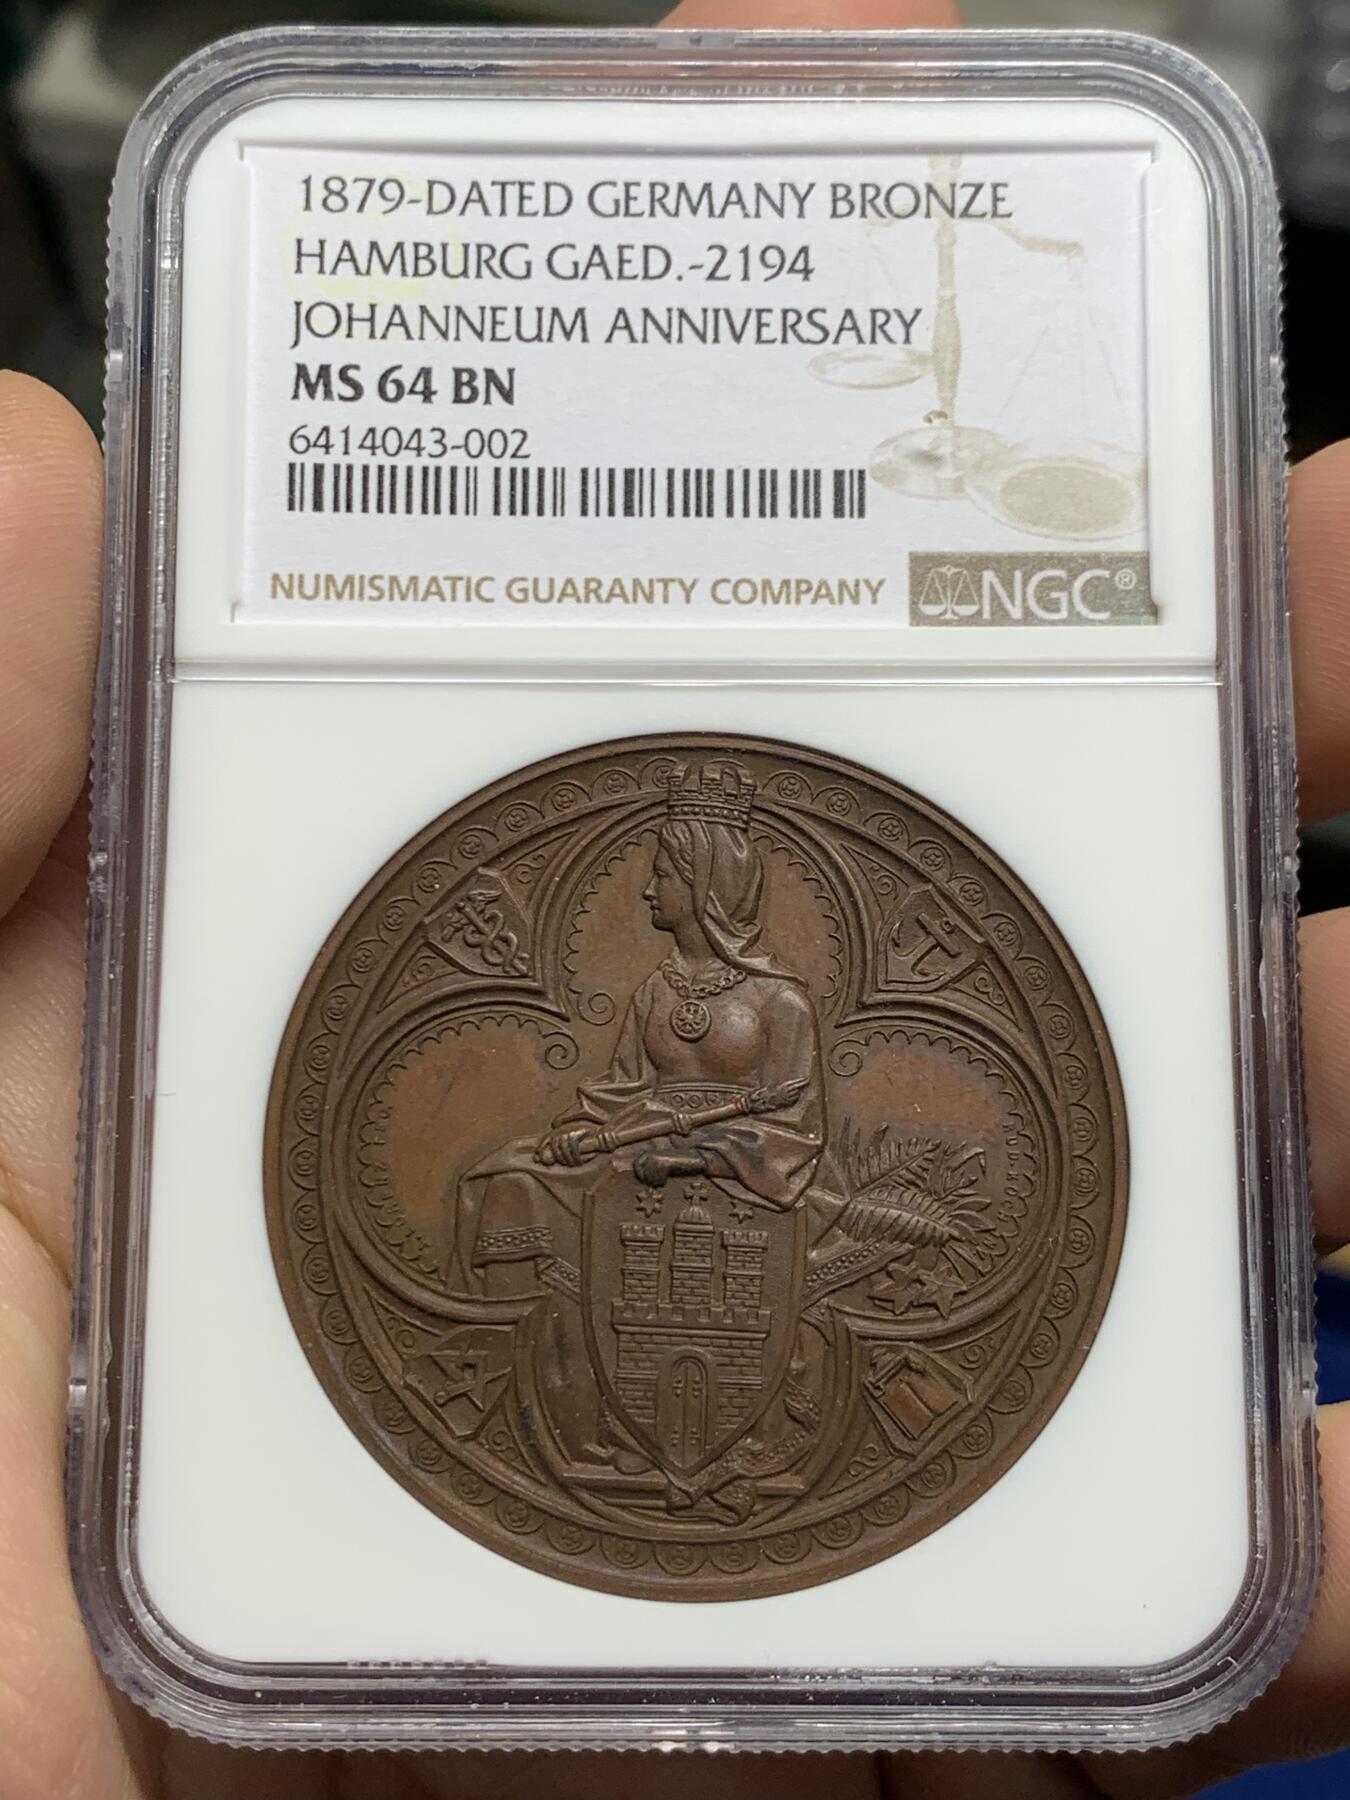 1879-DATED GERMANY BRONZE
HAMBURG GAED.-2194
JOHANNEUM ANNIVERSARY
MS 64 BN
6414043-002
NUMISMATIC GUARANTY COMPANY
NGC®